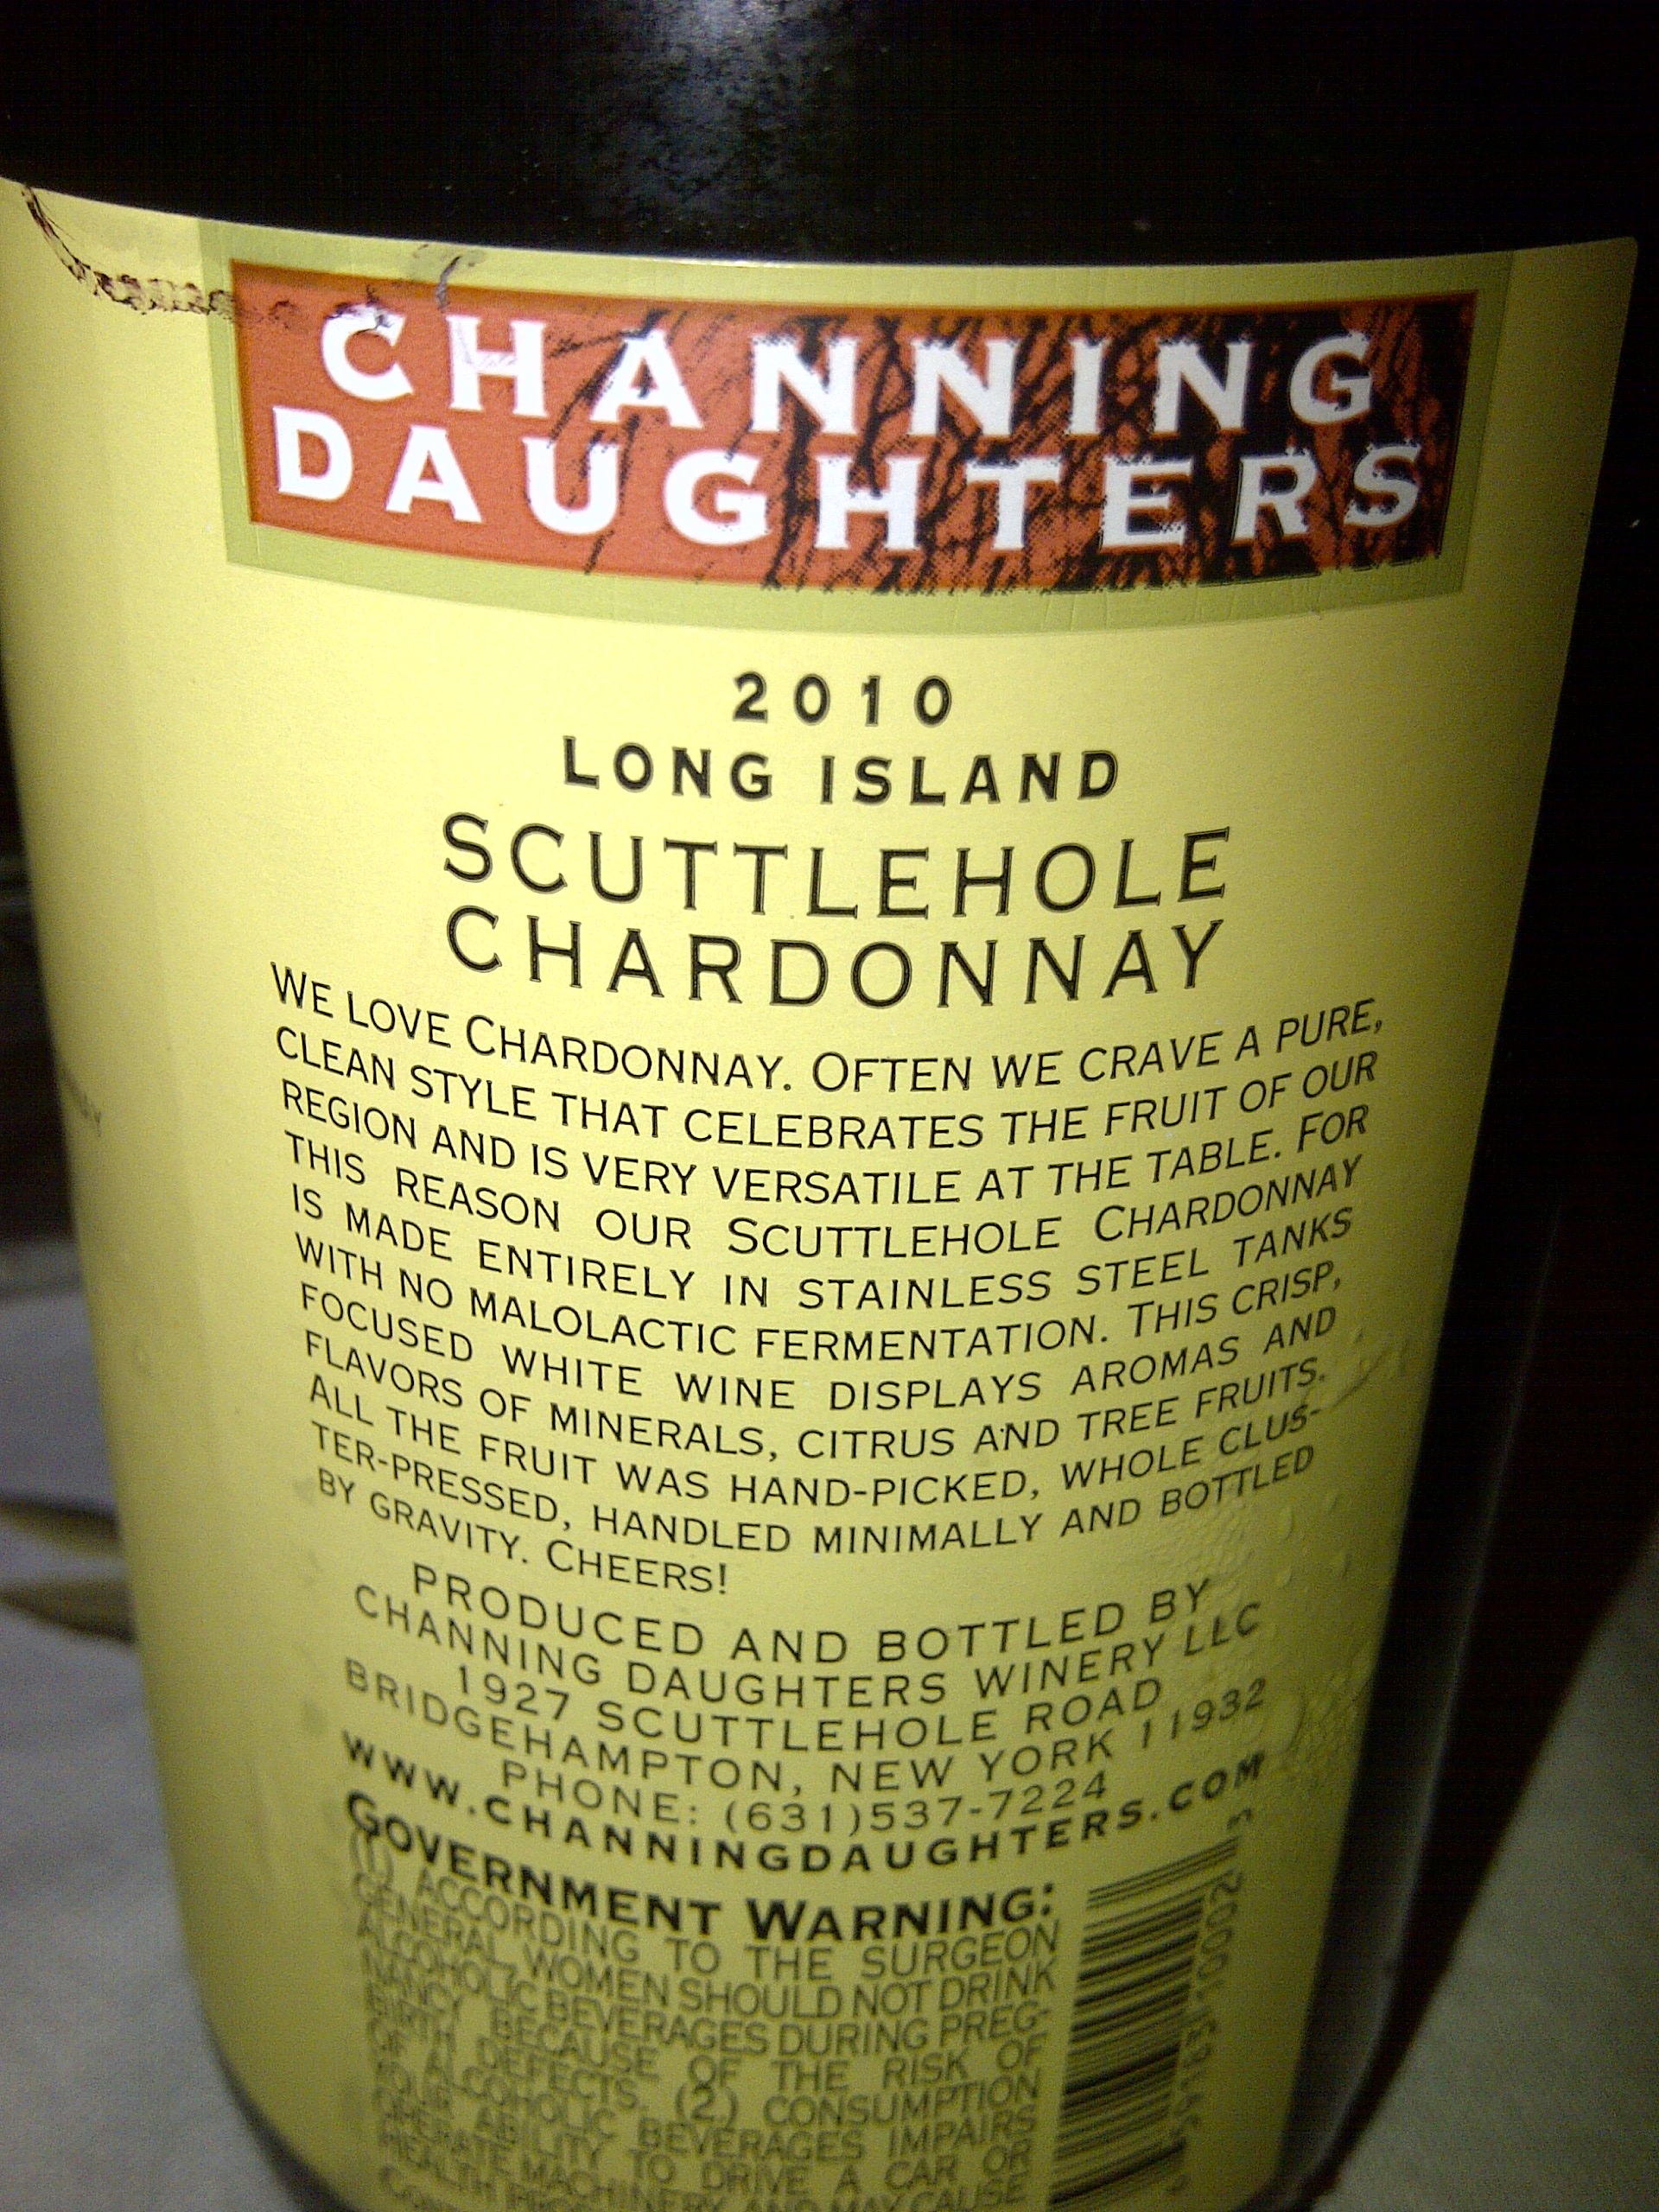 CHANNING
DAUGHTERS
2010
LONG ISLAND
SCUTTLEHOLE
CHARDONNAY
WE LOVE CHARDONNAY. OFTEN WE CRAVE A PURE,
CLEAN STYLE THAT CELEBRATES THE FRUIT OF OUR
REGION AND IS VERY VERSATILE AT THE TABLE. FOR
THIS REASON OUR SCUTTLEHOLE CHARDONNAY
IS MADE ENTIRELY IN STAINLESS STEEL TANKS
WITH NO MALOLACTIC FERMENTATION. THIS CRISP,
FOCUSED WHITE WINE DISPLAYS AROMAS AND
FLAVORS OF MINERALS, CITRUS AND TREE FRUITS.
ALL THE FRUIT WAS HAND-PICKED, WHOLE CLUS-
TER-PRESSED, HANDLED MINIMALLY AND BOTTLED
BY GRAVITY. CHEERS!
PRODUCED AND BOTTLED BY
CHANNING DAUGHTERS WINERY LLC
1927 SCUTTLEHOLE ROAD
BRIDGEHAMPTON, NEW YORK 11932
PHONE: (631)537-7224
WWW.CHANNINGDAUGHTERS.COM
GOVERNMENT WARNING:
(1) ACCORDING TO THE SURGEON
GENERAL, WOMEN SHOULD NOT DRINK
ALCOHOLIC BEVERAGES DURING PREG-
NANCY BECAUSE OF THE RISK OF
BIRTH DEFECTS. (2) CONSUMPTION
OF ALCOHOLIC BEVERAGES IMPAIRS
YOUR ABILITY TO DRIVE A CAR OR
OPERATE MACHINERY, AND MAY CAUSE
HEALTH